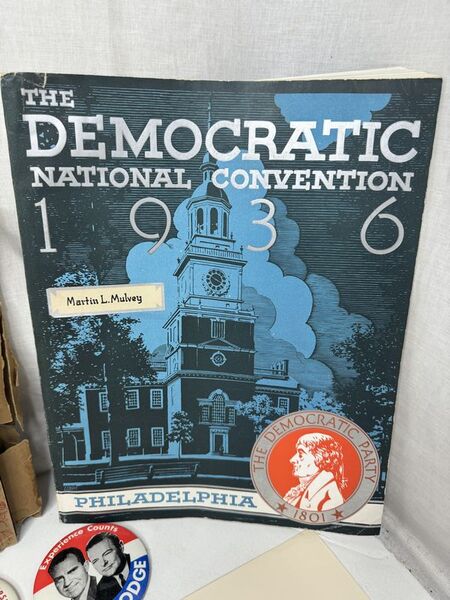 THE
DEMOCRATIC
NATIONAL CONVENTION
1936
Martin L. Mulvey
THE DEMOCRATIC PARTY
1801
PHILADELPHIA
Experience Counts
DGE